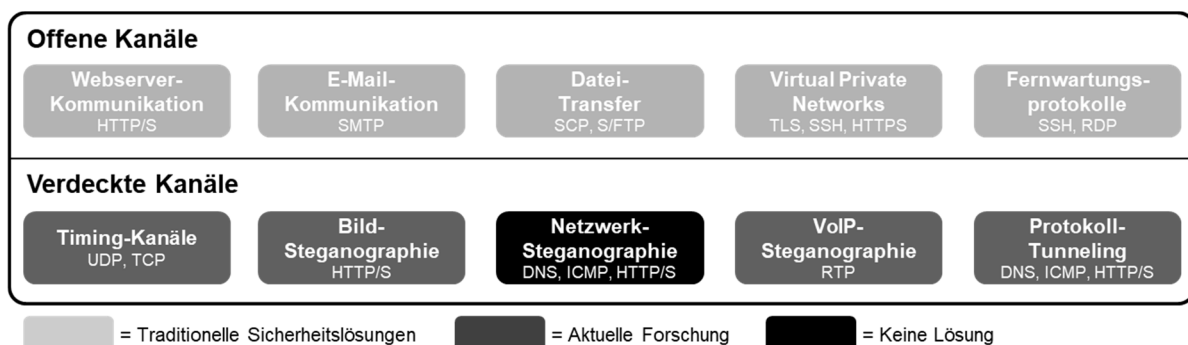 Offene Kanäle
Webserver-
Kommunikation
HTTP/S
E-Mail-
Kommunikation
SMTP
Datei-
Transfer
SCP, S/FTP
Virtual Private
Networks
TLS, SSH, HTTPS
Fernwartungs-
protokolle
SSH, RDP
Verdeckte Kanäle
Timing-Kanäle
UDP, TCP
Bild-
Steganographie
HTTP/S
Netzwerk-
Steganographie
DNS, ICMP, HTTP/S
VoIP-
Steganographie
RTP
Protokoll-
Tunneling
DNS, ICMP, HTTP/S
= Traditionelle Sicherheitslösungen
= Aktuelle Forschung
= Keine Lösung